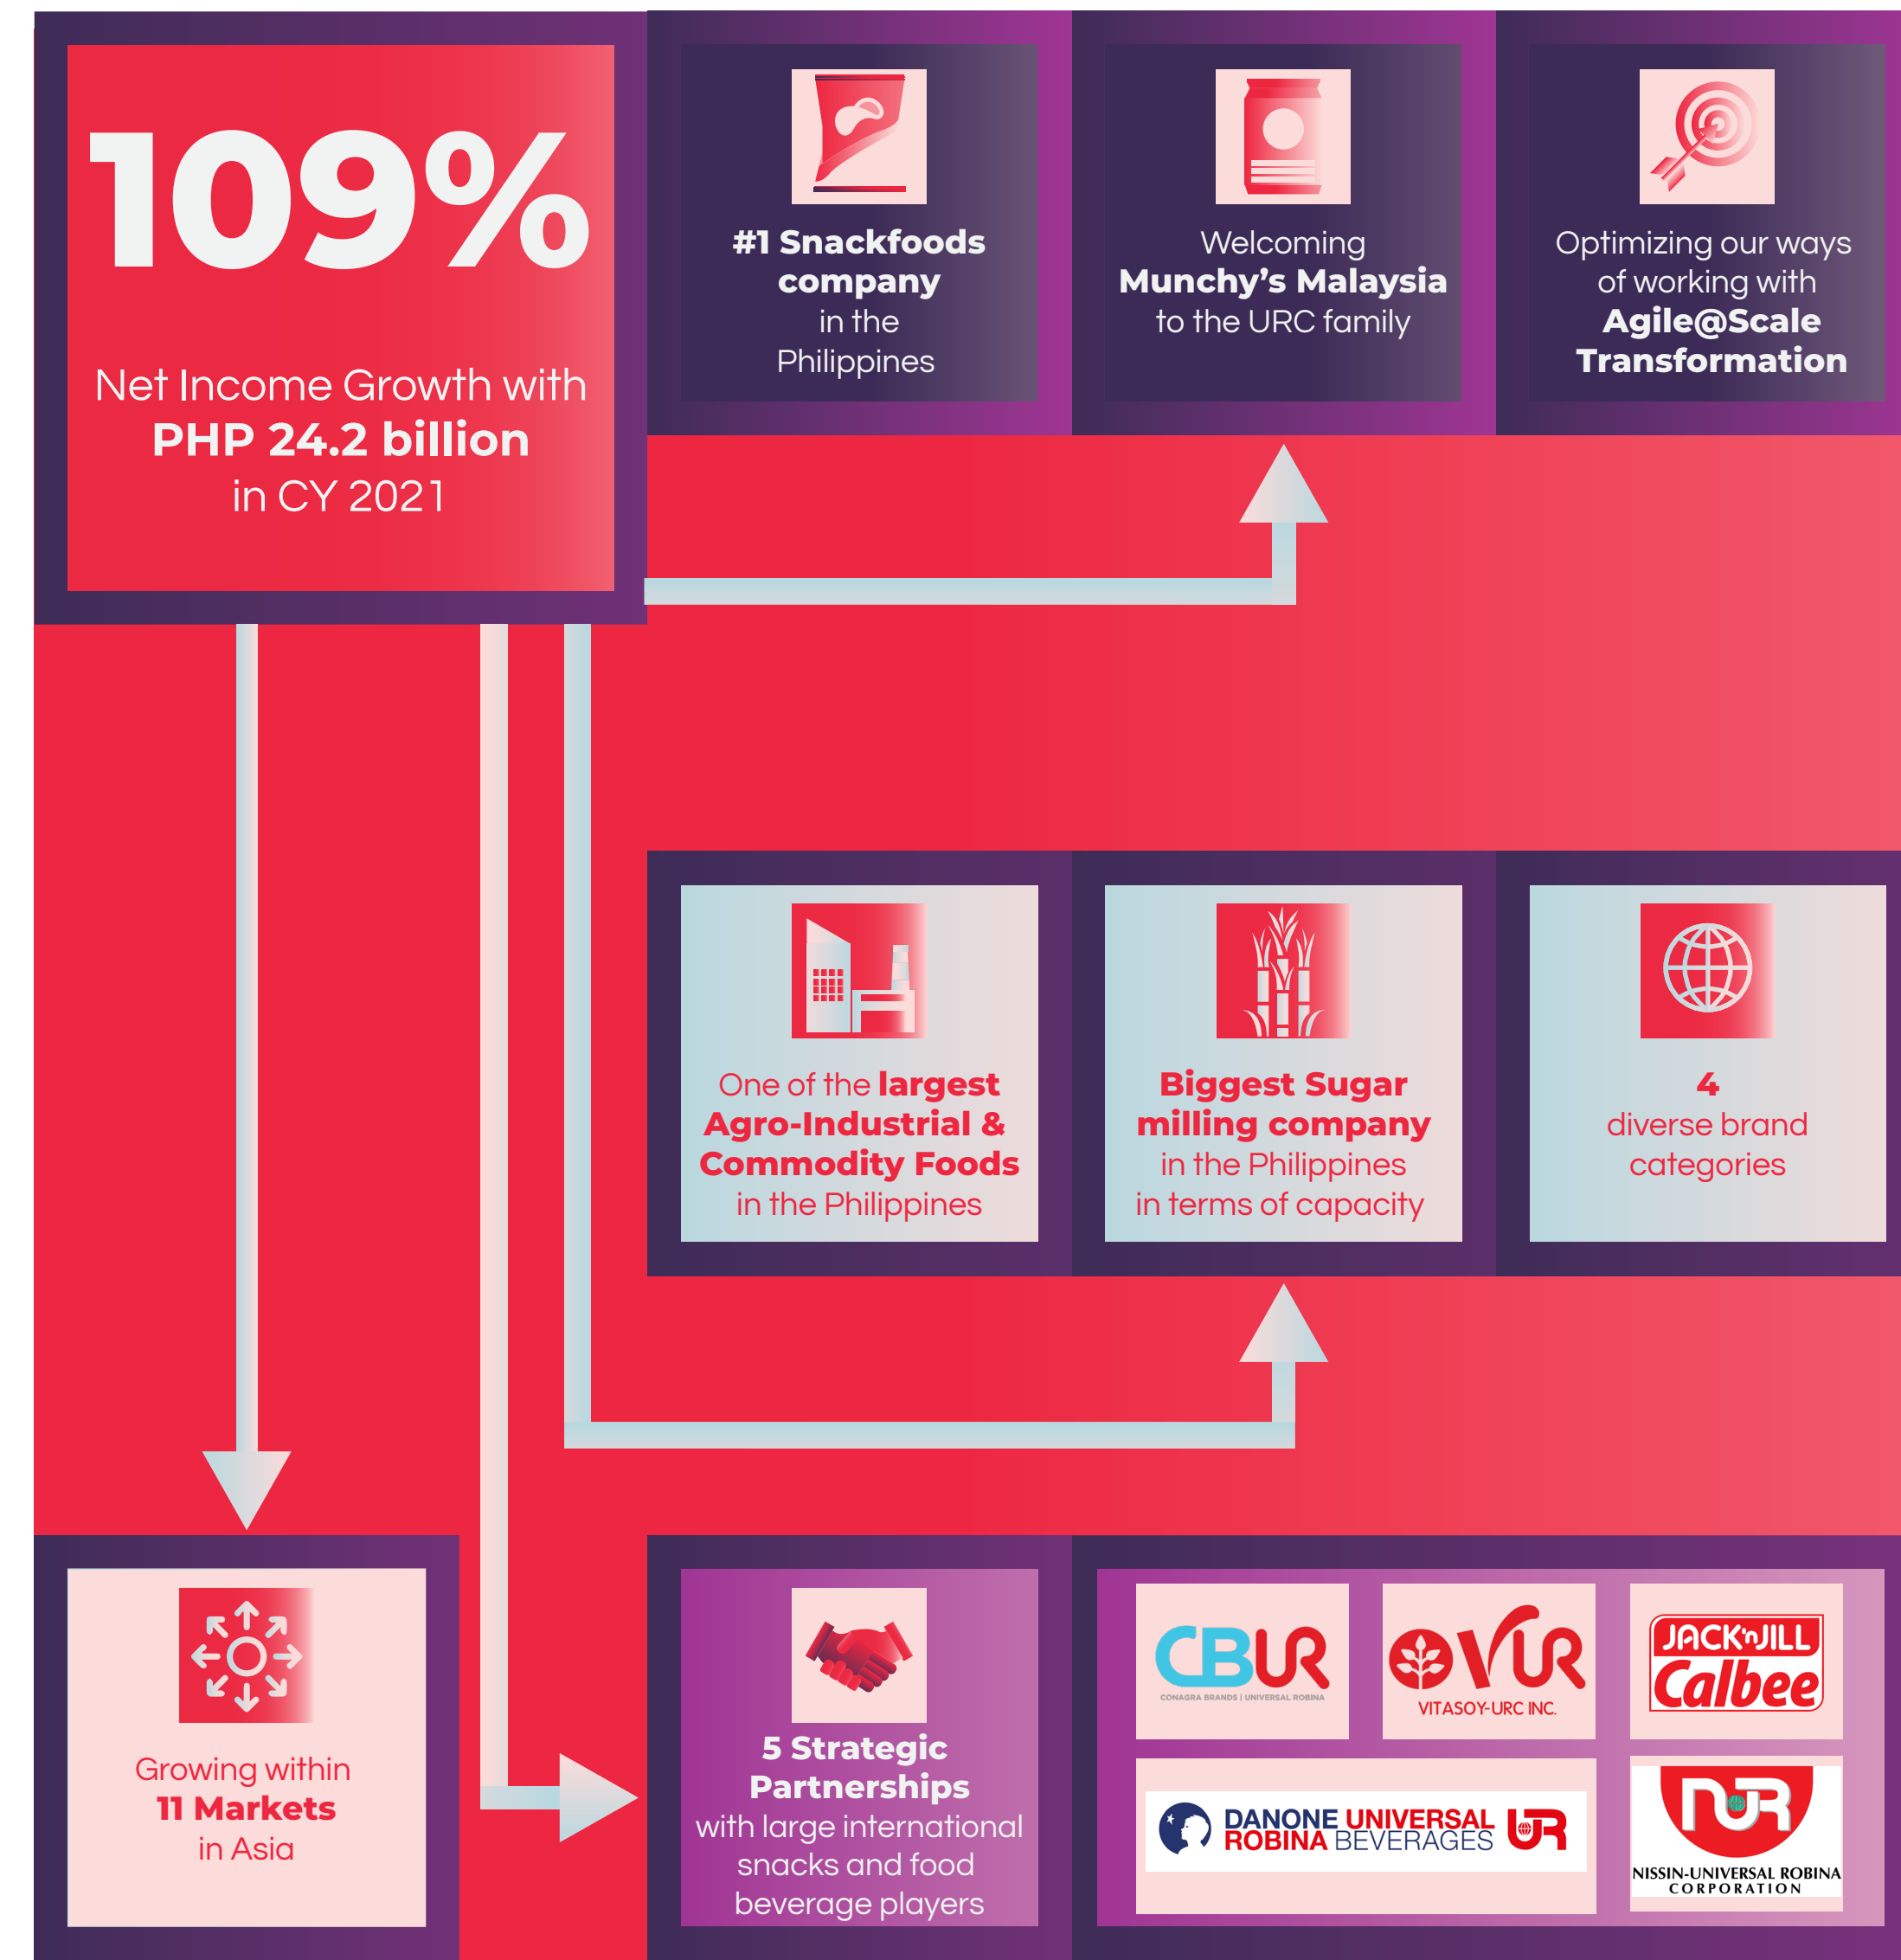 109%
Net Income Growth with
PHP 24.2 billion
in CY 2021
#1 Snackfoods
company
in the
Philippines
Welcoming
Munchy's Malaysia
to the URC family
Optimizing our ways
of working with
Agile@Scale
Transformation
One of the largest
Agro-Industrial &
Commodity Foods
in the Philippines
Biggest Sugar
milling company
in the Philippines
in terms of capacity
4
diverse brand
categories
Growing within
11 Markets
in Asia
5 Strategic
Partnerships
with large international
snacks and food
beverage players
CBUR
CONAGRA BRANDS | UNIVERSAL ROBINA
VUR
VITASOY-URC INC.
JACK'nJILL
Calbee
DANONE UNIVERSAL
ROBINA BEVERAGES
UR
NUR
NISSIN-UNIVERSAL ROBINA
CORPORATION